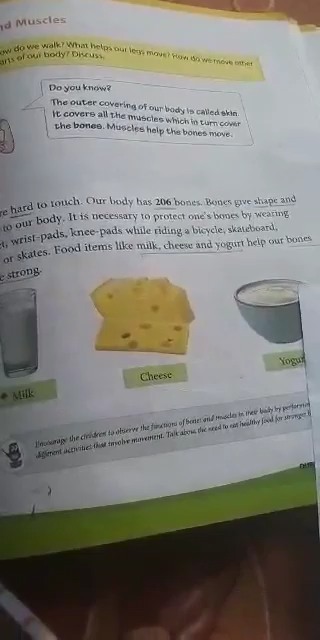 nd Muscles
ow do we walk? What helps our legs move? How do we move other
arts of our body? Discuss.
Do you know?
The outer covering of our body is called skin.
It covers all the muscles which in turn cover
the bones. Muscles help the bones move.
re hard to touch. Our body has 206 bones. Bones give shape and
to our body. It is necessary to protect one's bones by wearing
wrist-pads, knee-pads while riding a bicycle, skateboard,
or skates. Food items like milk, cheese and yogurt help our bones
strong.
Milk
Cheese
Yogur
Encourage the children to observe the functions of bones and muscles in their body by performin
different activities that involve movement. Talk about the need to eat healthy food for stronger b